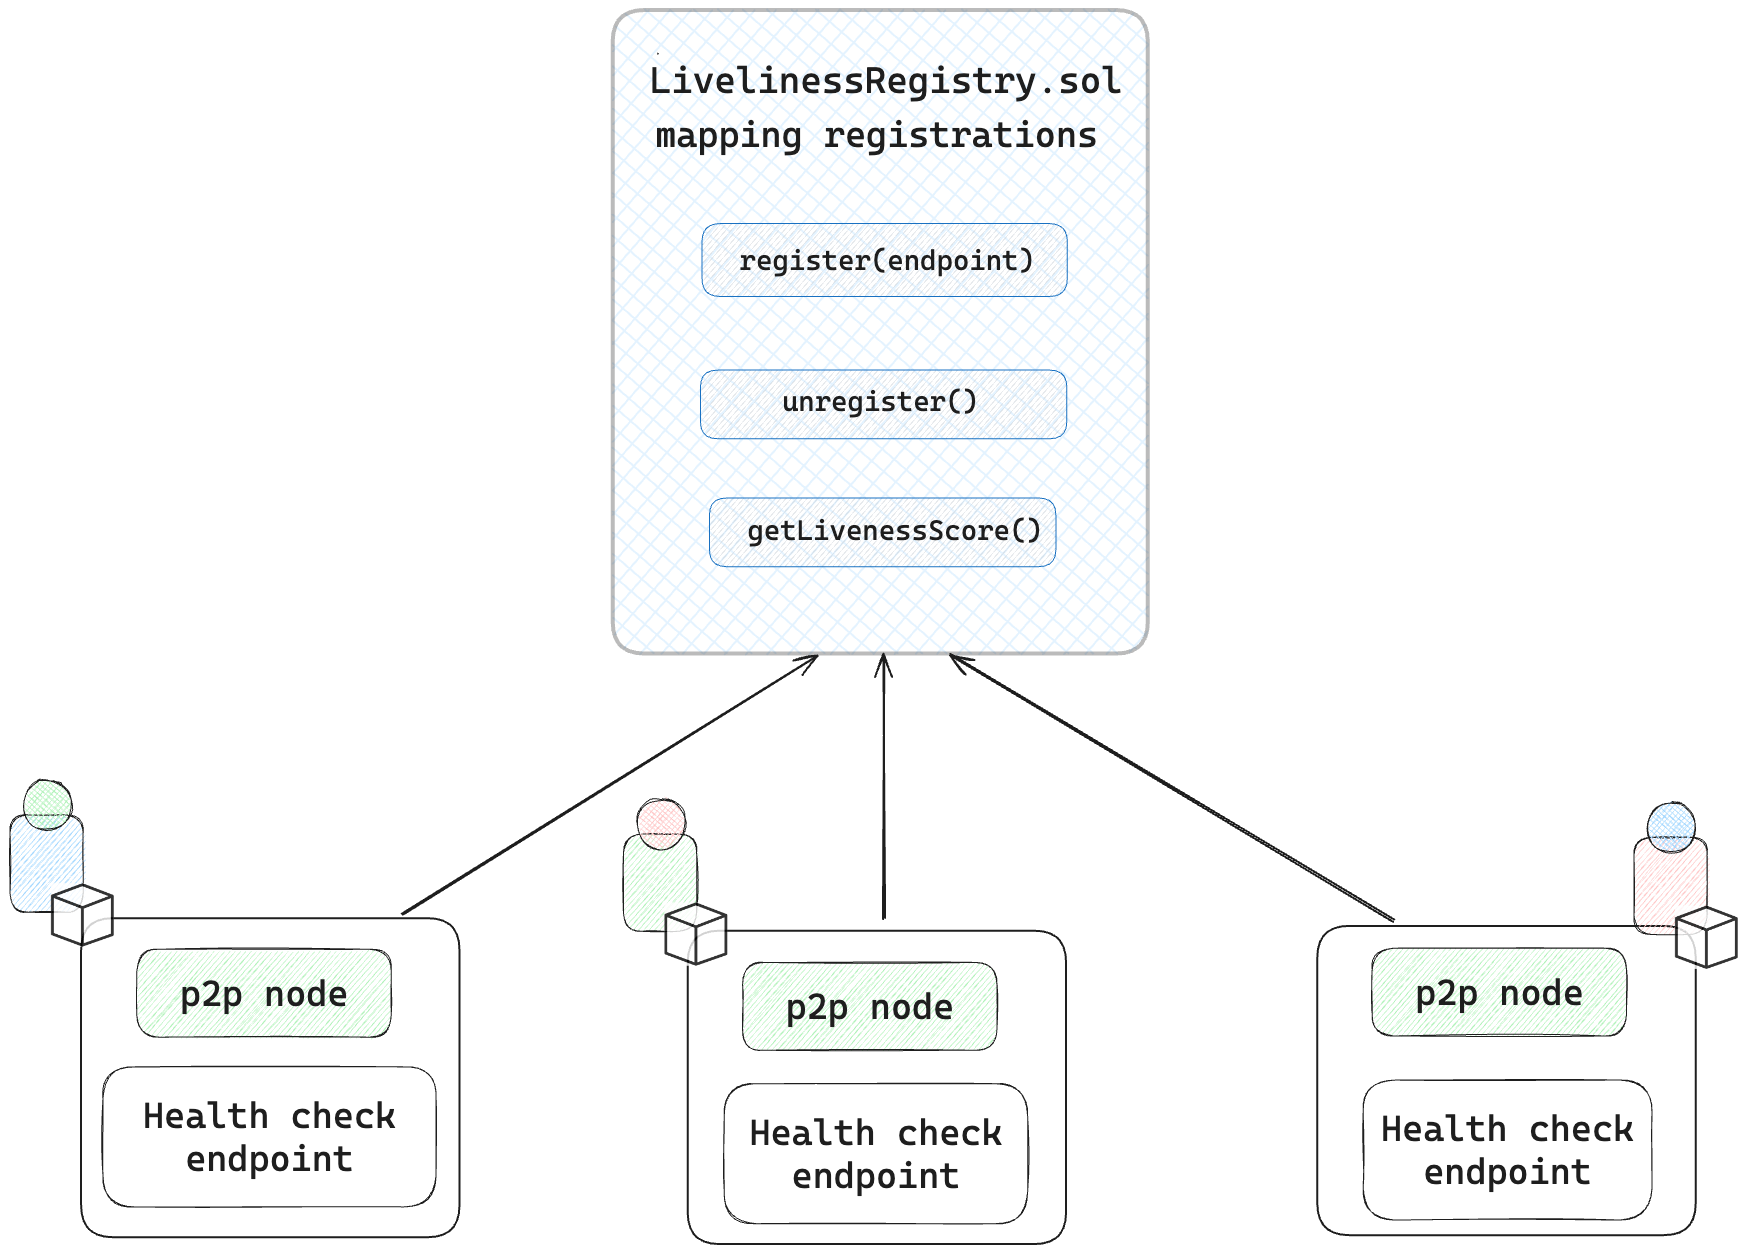 LivelinessRegistry.sol
mapping registrations
register(endpoint)
unregister()
getLivenessScore()
p2p node
Health check
endpoint
p2p node
Health check
endpoint
p2p node
Health check
endpoint